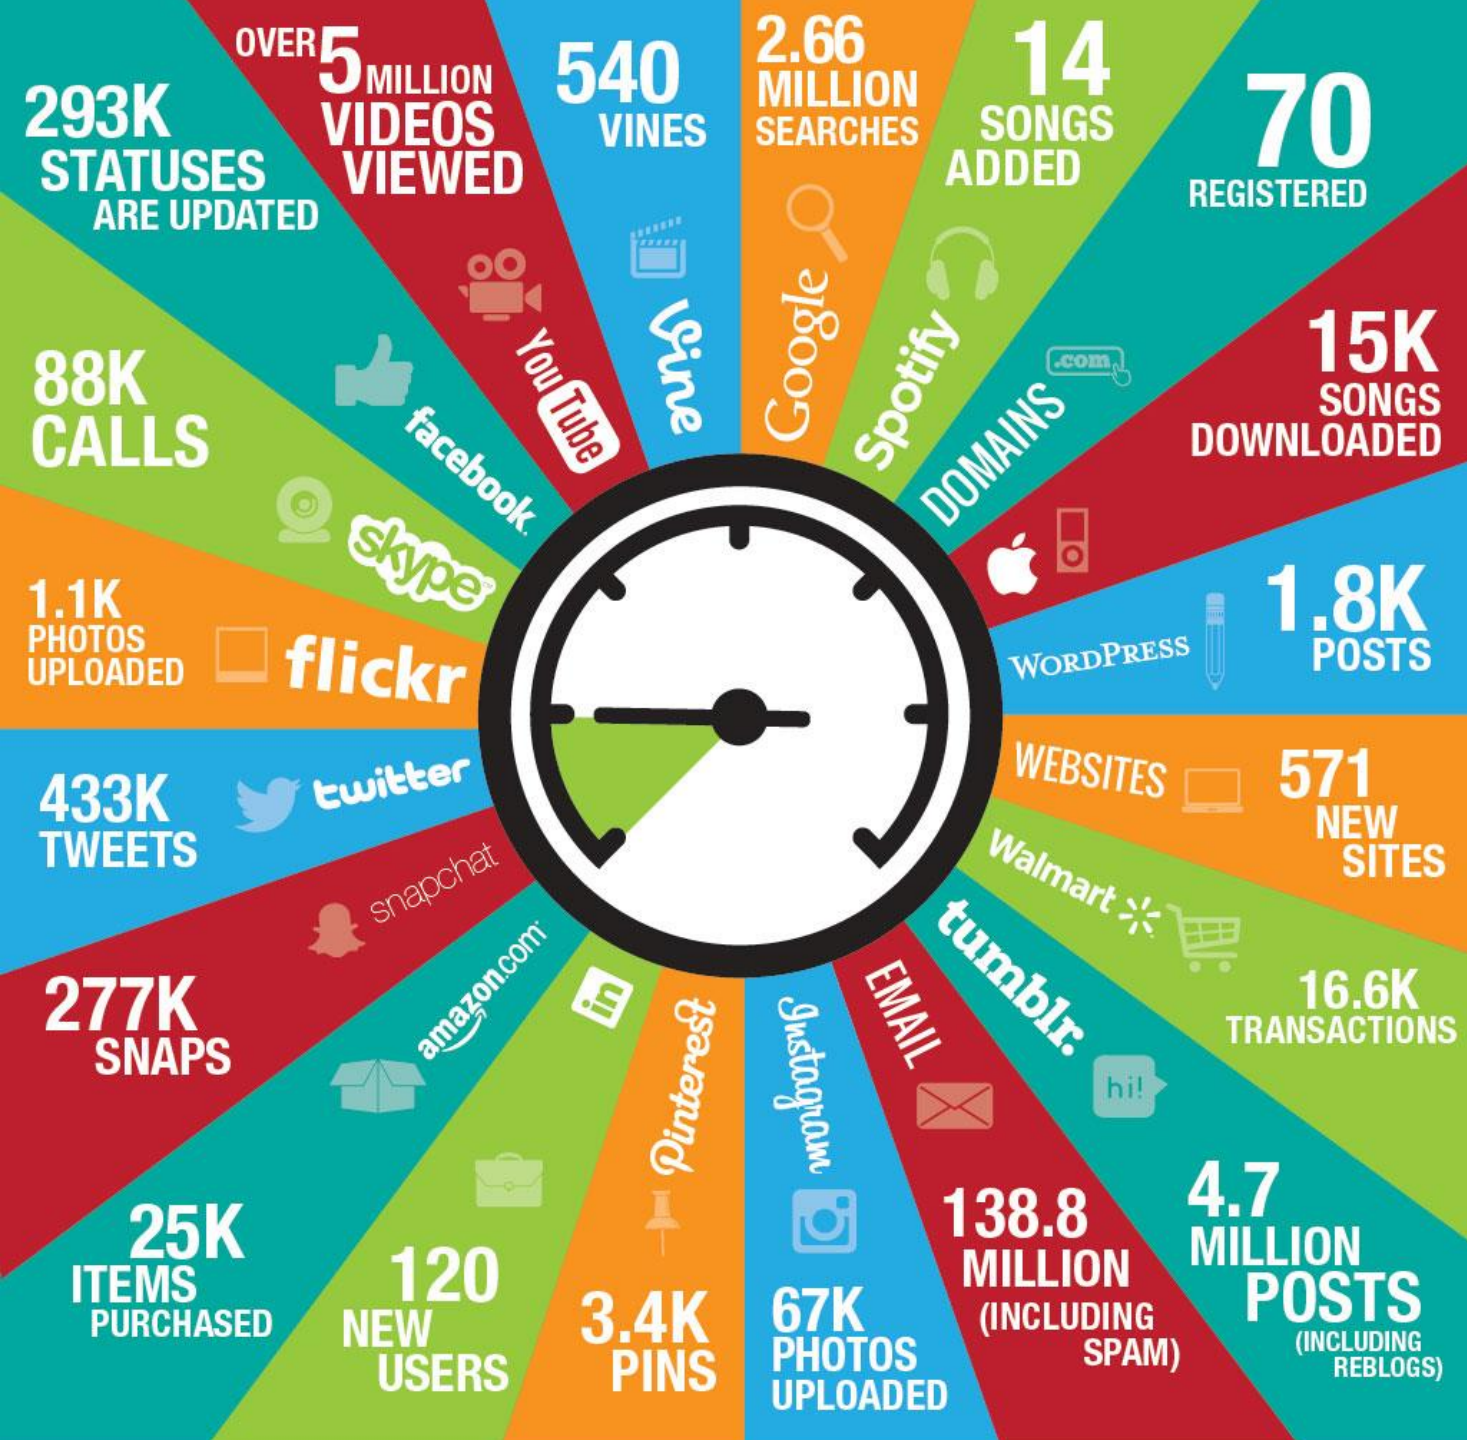 OVER 5 MILLION
VIDEOS
VIEWED
YouTube
540
VINES
Vine
2.66
MILLION
SEARCHES
Google
14
SONGS
ADDED
Spotify
70
REGISTERED
.com
DOMAINS
15K
SONGS
DOWNLOADED
1.8K
POSTS
WORDPRESS
WEBSITES
571
NEW
SITES
Walmart
16.6K
TRANSACTIONS
tumblr.
hi!
4.7
MILLION
POSTS
(INCLUDING
REBLOGS)
EMAIL
138.8
MILLION
(INCLUDING
SPAM)
Instagram
67K
PHOTOS
UPLOADED
Pinterest
3.4K
PINS
in
120
NEW
USERS
amazon.com
25K
ITEMS
PURCHASED
snapchat
277K
SNAPS
twitter
433K
TWEETS
flickr
1.1K
PHOTOS
UPLOADED
skype
88K
CALLS
facebook.
293K
STATUSES
ARE UPDATED